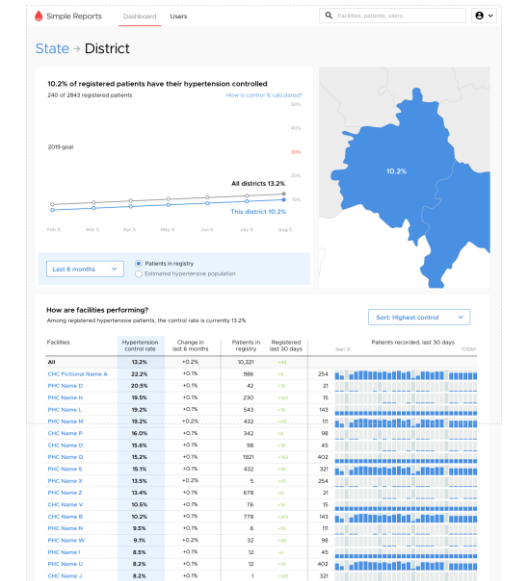 Simple Reports
Dashboard
Users
Facilities, patients, users
State → District
10.2% of registered patients have their hypertension controlled
240 of 2843 registered patients
How is control % calculated?
50%
40%
2019 goal
30%
20%
All districts 13.2%
10%
This district 10.2%
Feb 5 Mar 5 Apr 5 May 5 Jun 5 July 5 Aug 5
10.2%
Last 6 months
Patients in registry
Estimated hypertensive population
How are facilities performing?
Among registered hypertensive patients, the control rate is currently 13.2%
Sort: Highest control
Facilities Hypertension control rate Change in last 6 months Patients in registry Registered last 30 days Patients recorded, last 30 days
TODAY
All 13.2% +0.2% 10,321
CHC Fictional Name A 22.2% +0.1% 986 254
PHC Name D 20.5% +0.1% 42 21
PHC Name H 19.5% +0.1% 230 15
PHC Name L 19.2% +0.1% 543 143
PHC Name M 19.2% +0.2% 432 111
CHC Name P 16.0% +0.1% 342 98
CHC Name D 15.6% +0.1% 98 45
PHC Name Q 15.2% +0.1% 1921 402
PHC Name S 15.1% +0.1% 432 321
PHC Name X 13.5% +0.2% 5 254
PHC Name Z 13.4% +0.1% 678 21
CHC Name V 10.5% +0.1% 76 15
CHC Name B 10.2% +0.1% 778 143
PHC Name N 9.5% +0.1% 6 111
PHC Name W 9.1% +0.2% 32 98
PHC Name I 8.5% +0.1% 12 45
PHC Name U 8.2% +0.1% 12 402
CHC Name J 8.2% +0.1% 1 321